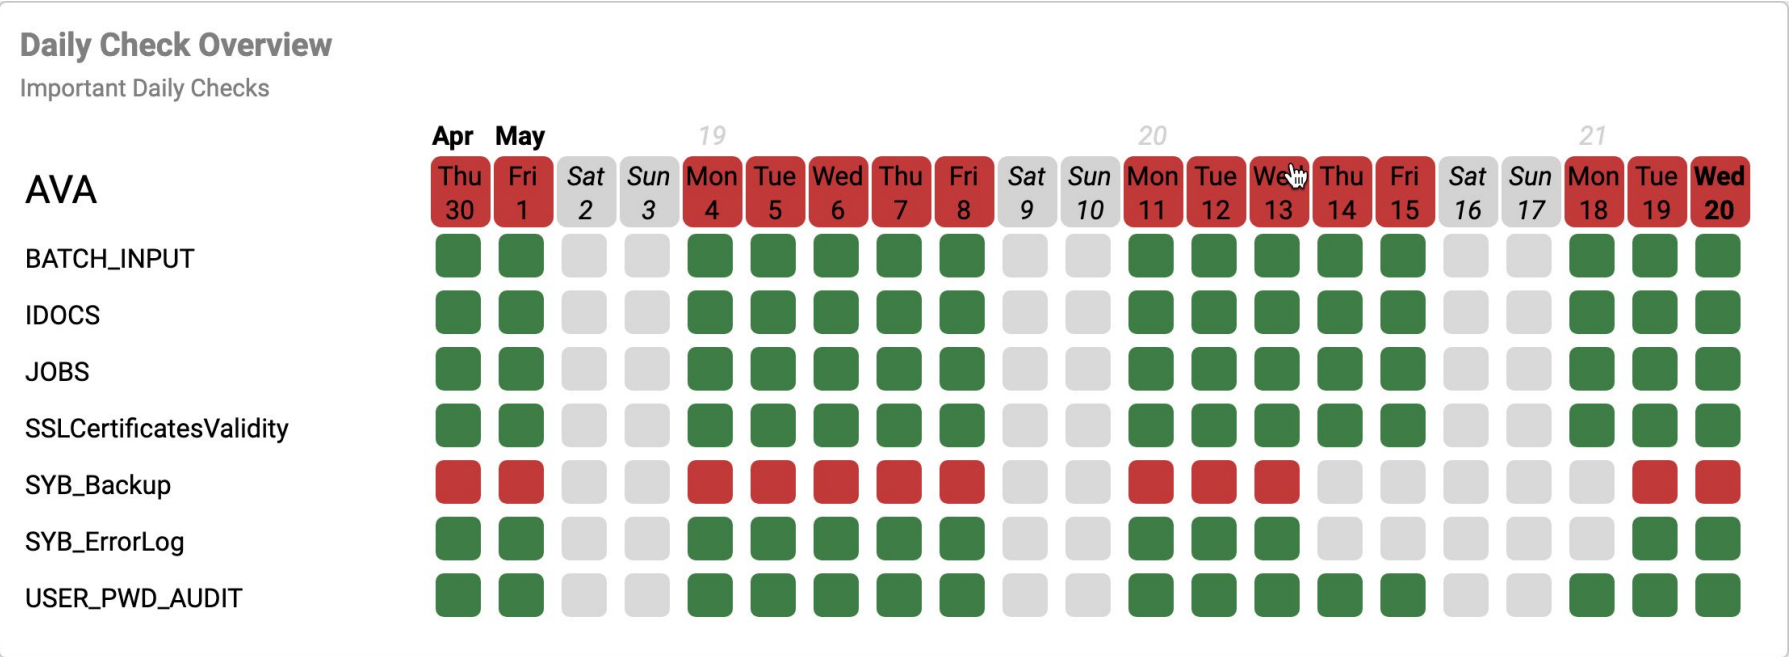 Daily Check Overview
Important Daily Checks
Apr May 19 20 21
AVA
Thu Fri Sat Sun Mon Tue Wed Thu Fri Sat Sun Mon Tue Wed Thu Fri Sat Sun Mon Tue Wed
30 1 2 3 4 5 6 7 8 9 10 11 12 13 14 15 16 17 18 19 20
BATCH_INPUT
IDOCS
JOBS
SSLCertificatesValidity
SYB_Backup
SYB_ErrorLog
USER_PWD_AUDIT